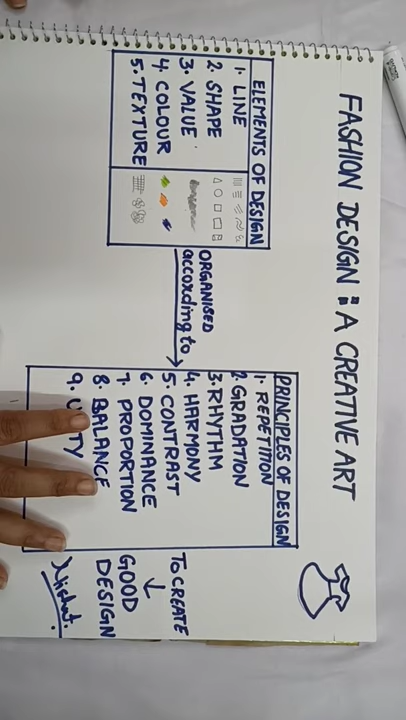 FASHION DESIGN : A CREATIVE ART
ELEMENTS OF DESIGN
1. LINE
2. SHAPE
3. VALUE
4. COLOUR
5. TEXTURE
ORGANISED
according to
PRINCIPLES OF DESIGN
1. REPETITION
2. GRADATION
3. RHYTHM
4. HARMONY
5. CONTRAST
6. DOMINANCE
7. PROPORTION
8. BALANCE
9. UNITY
TO CREATE
GOOD
DESIGN